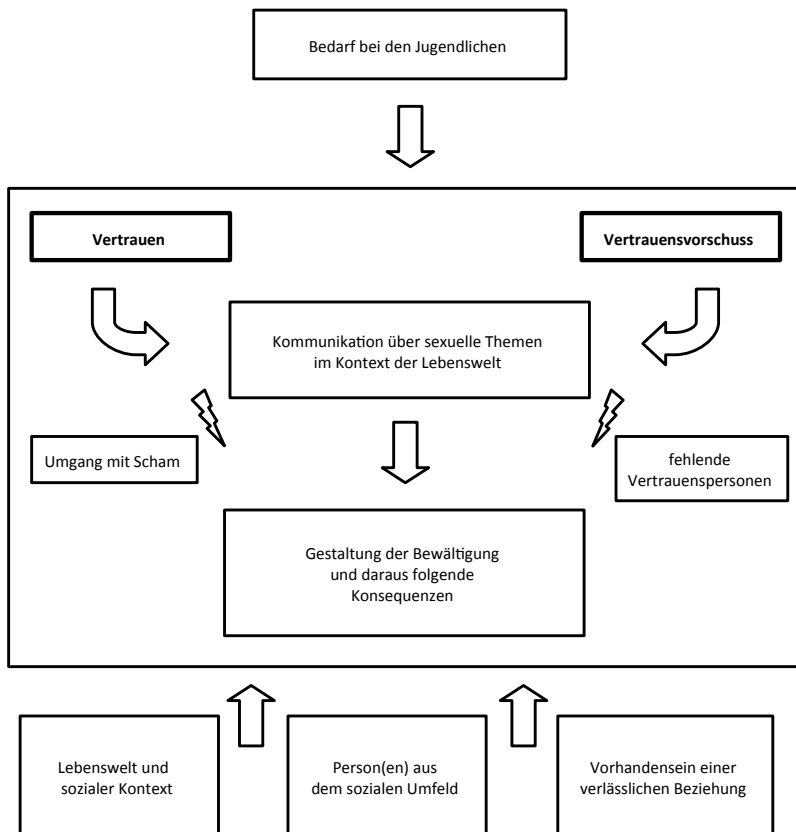 Bedarf bei den Jugendlichen
Vertrauen
Vertrauensvorschuss
Kommunikation über sexuelle Themen
im Kontext der Lebenswelt
Umgang mit Scham
fehlende
Vertrauenspersonen
Gestaltung der Bewältigung
und daraus folgende
Konsequenzen
Lebenswelt und
sozialer Kontext
Person(en) aus
dem sozialen Umfeld
Vorhandensein einer
verlässlichen Beziehung